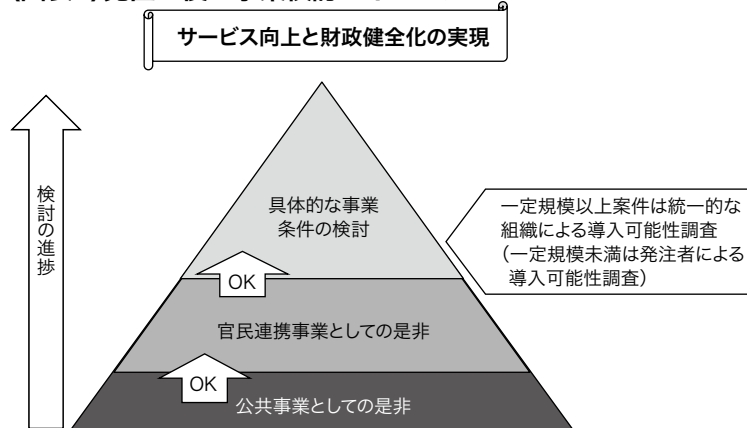 サービス向上と財政健全化の実現
検討の進捗
具体的な事業
条件の検討
一定規模以上案件は統一的な
組織による導入可能性調査
（一定規模未満は発注者による
導入可能性調査）
OK
官民連携事業としての是非
OK
公共事業としての是非